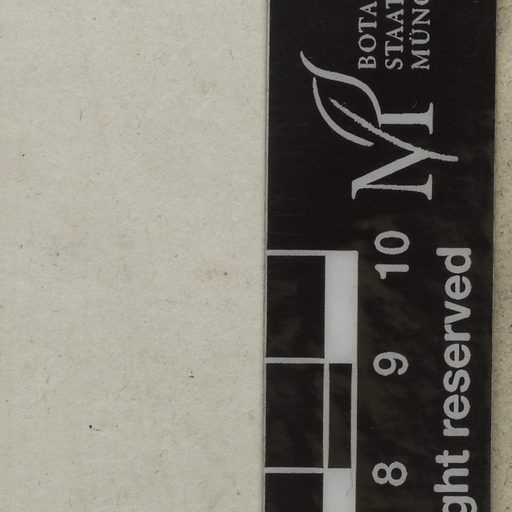 BOTA
STAAT
MÜNC
M
10
9
8
ght reserved